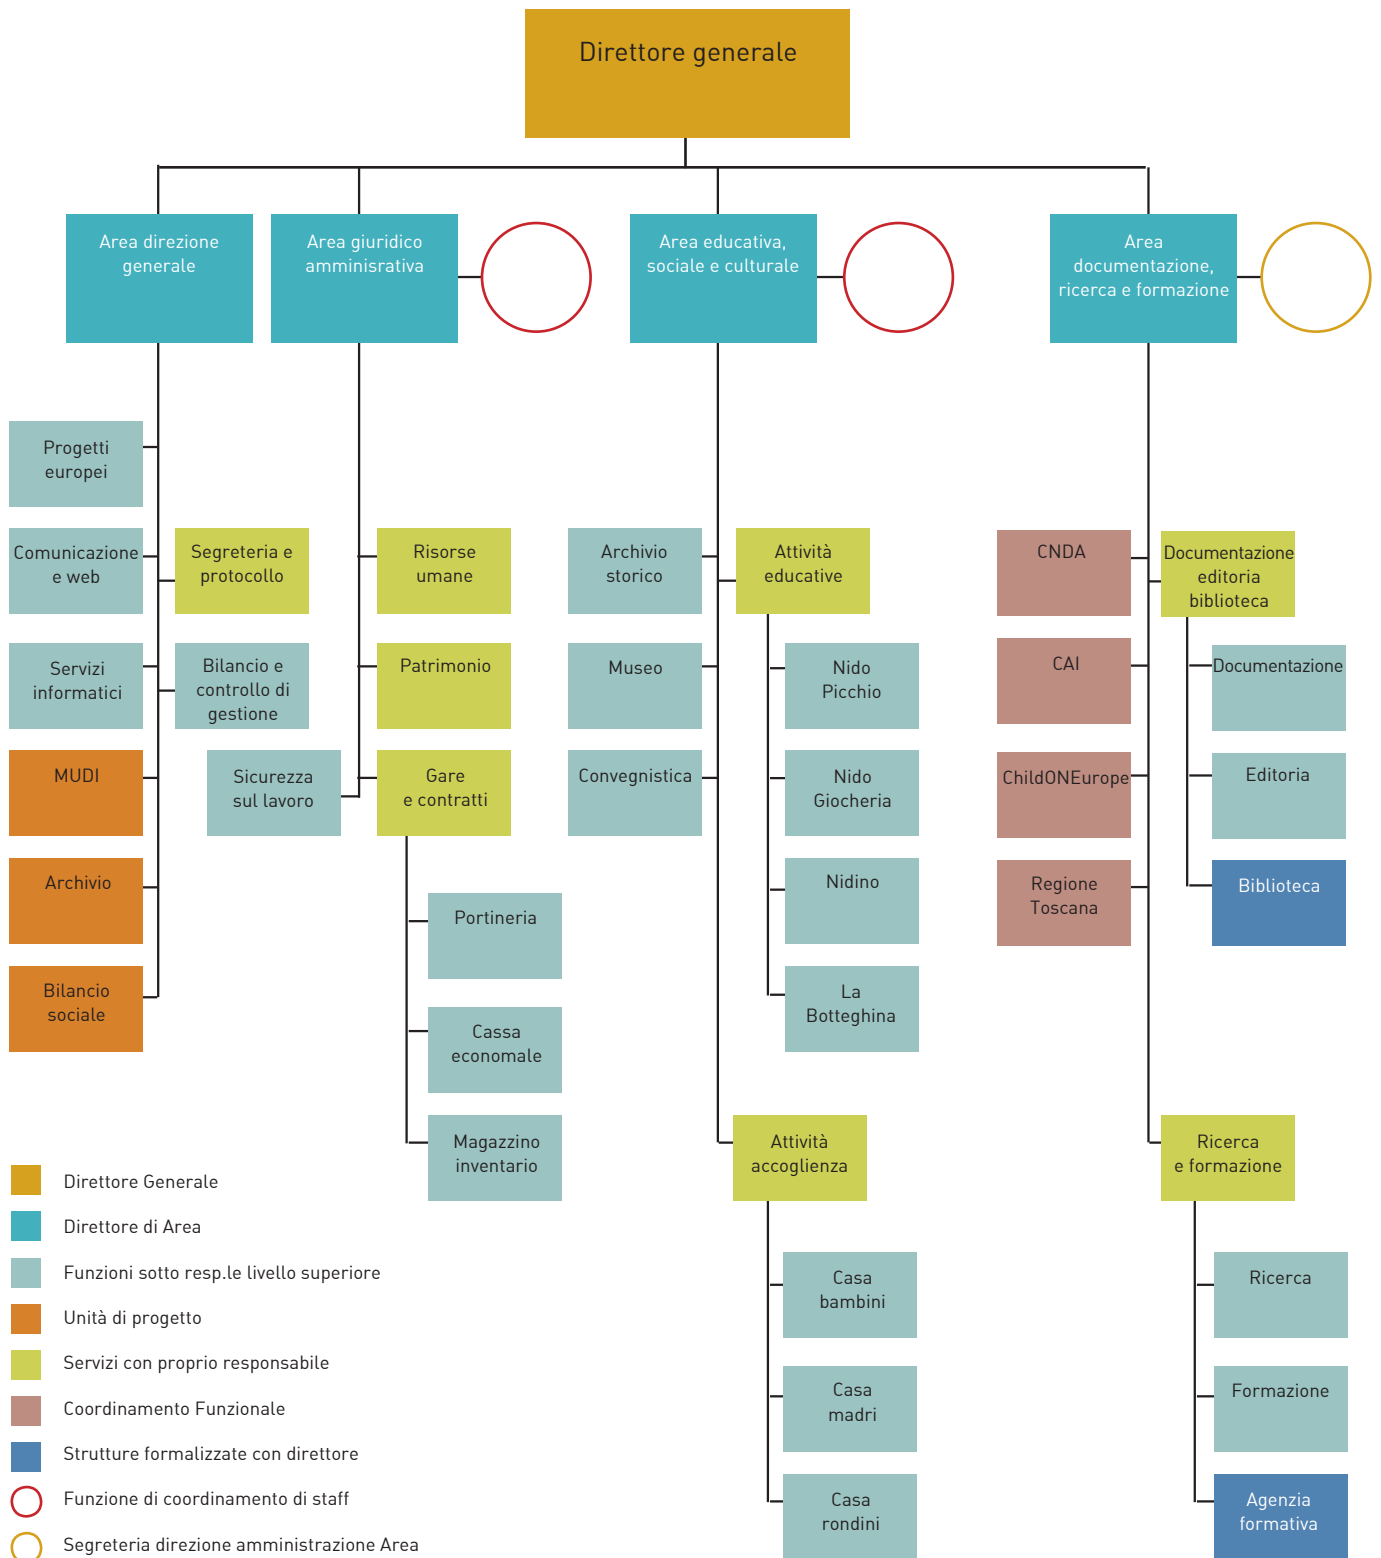 Direttore generale
Area direzione
generale
Area giuridico
amminisrativa
Area educativa,
sociale e culturale
Area
documentazione,
ricerca e formazione
Progetti
europei
Comunicazione
e web
Segreteria e
protocollo
Servizi
informatici
Bilancio e
controllo di
gestione
MUDI
Archivio
Bilancio
sociale
Risorse
umane
Patrimonio
Sicurezza
sul lavoro
Gare
e contratti
Portineria
Cassa
economale
Magazzino
inventario
Archivio
storico
Museo
Convegnistica
Attività
educative
Nido
Picchio
Nido
Giocheria
Nidino
La
Botteghina
Attività
accoglienza
Casa
bambini
Casa
madri
Casa
rondini
CNDA
CAI
ChildONEurope
Regione
Toscana
Documentazione
editoria
biblioteca
Documentazione
Editoria
Biblioteca
Ricerca
e formazione
Ricerca
Formazione
Agenzia
formativa
Direttore Generale
Direttore di Area
Funzioni sotto resp.le livello superiore
Unità di progetto
Servizi con proprio responsabile
Coordinamento Funzionale
Strutture formalizzate con direttore
Funzione di coordinamento di staff
Segreteria direzione amministrazione Area